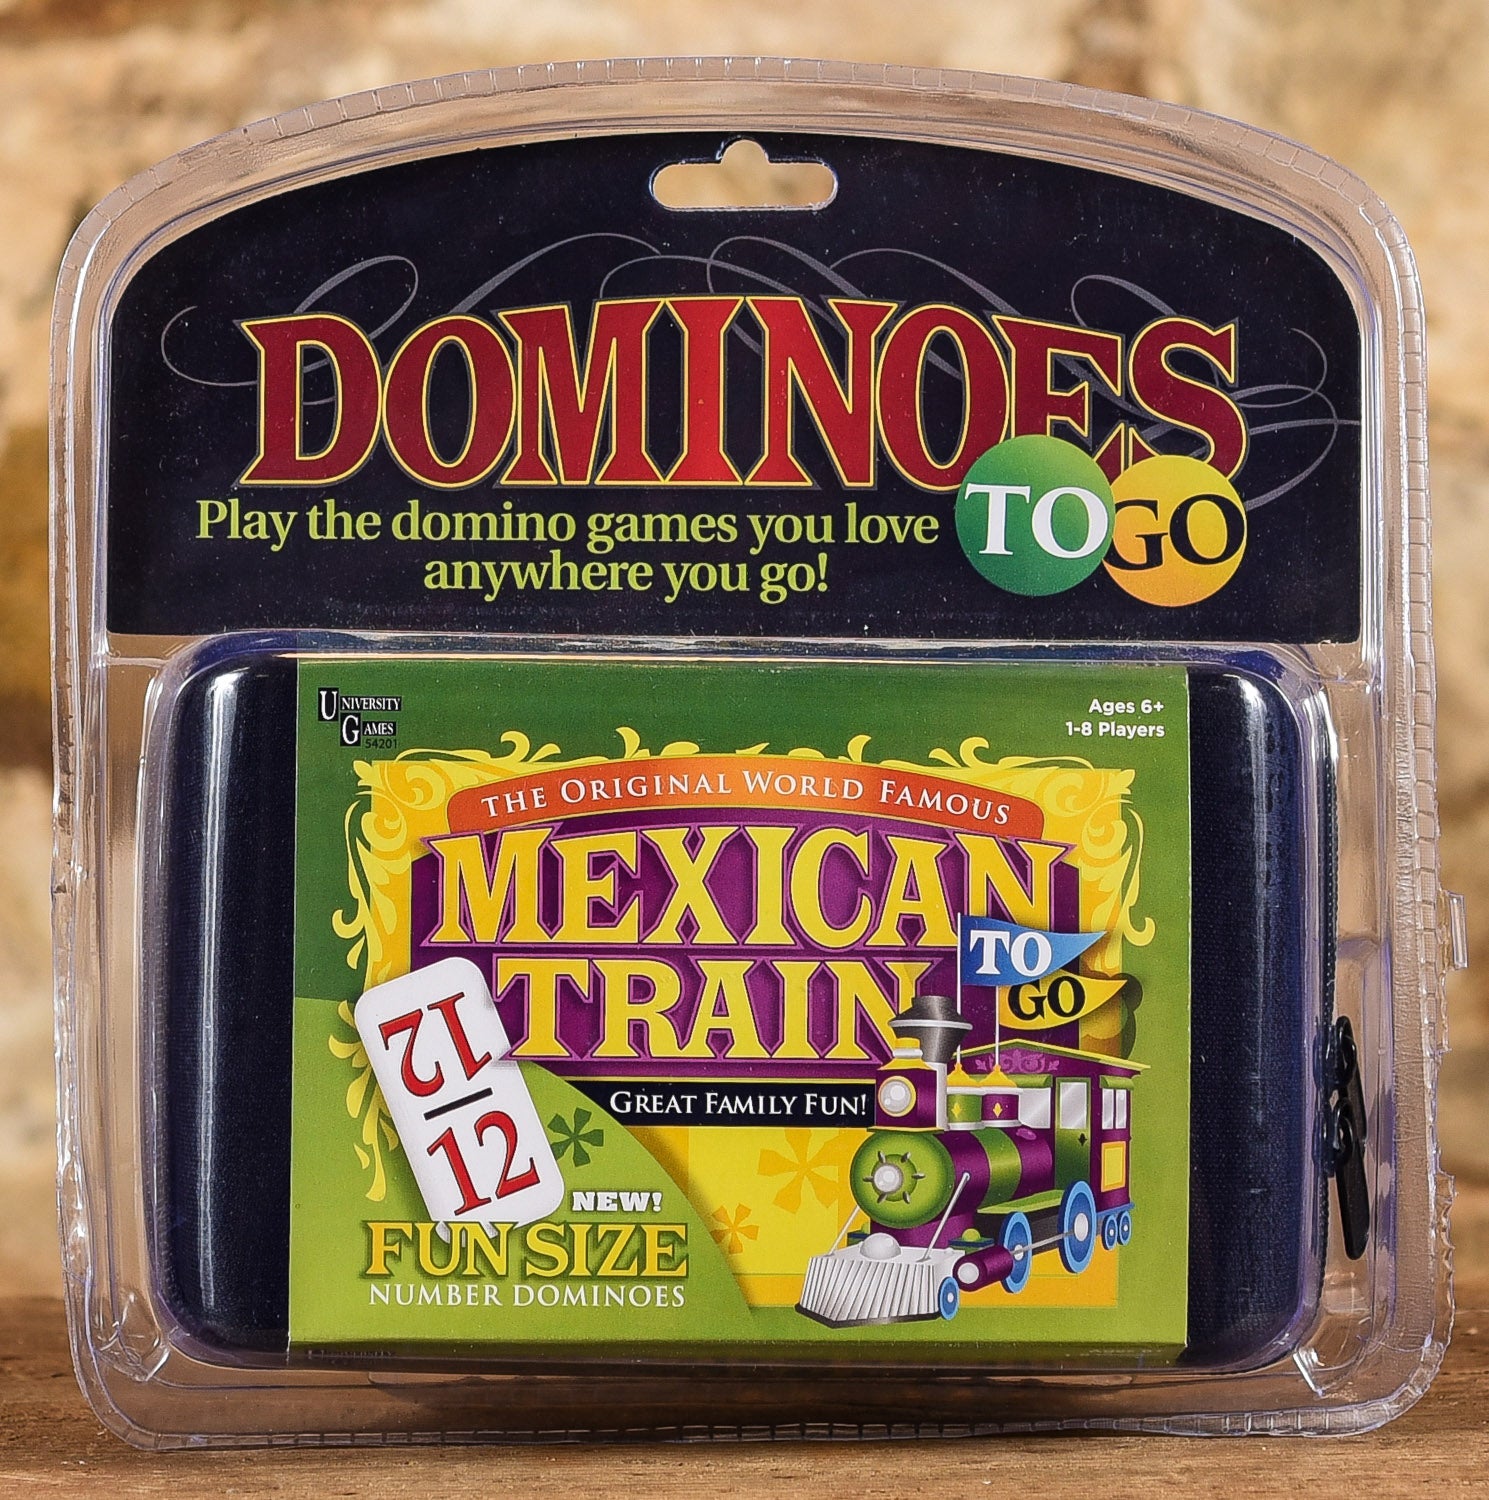 DOMINOES
TO GO
Play the domino games you love
anywhere you go!
UNIVERSITY
GAMES
54201
Ages 6+
1-8 Players
THE ORIGINAL WORLD FAMOUS
MEXICAN
TRAIN
TO
GO
GREAT FAMILY FUN!
12
12
NEW!
FUN SIZE
NUMBER DOMINOES